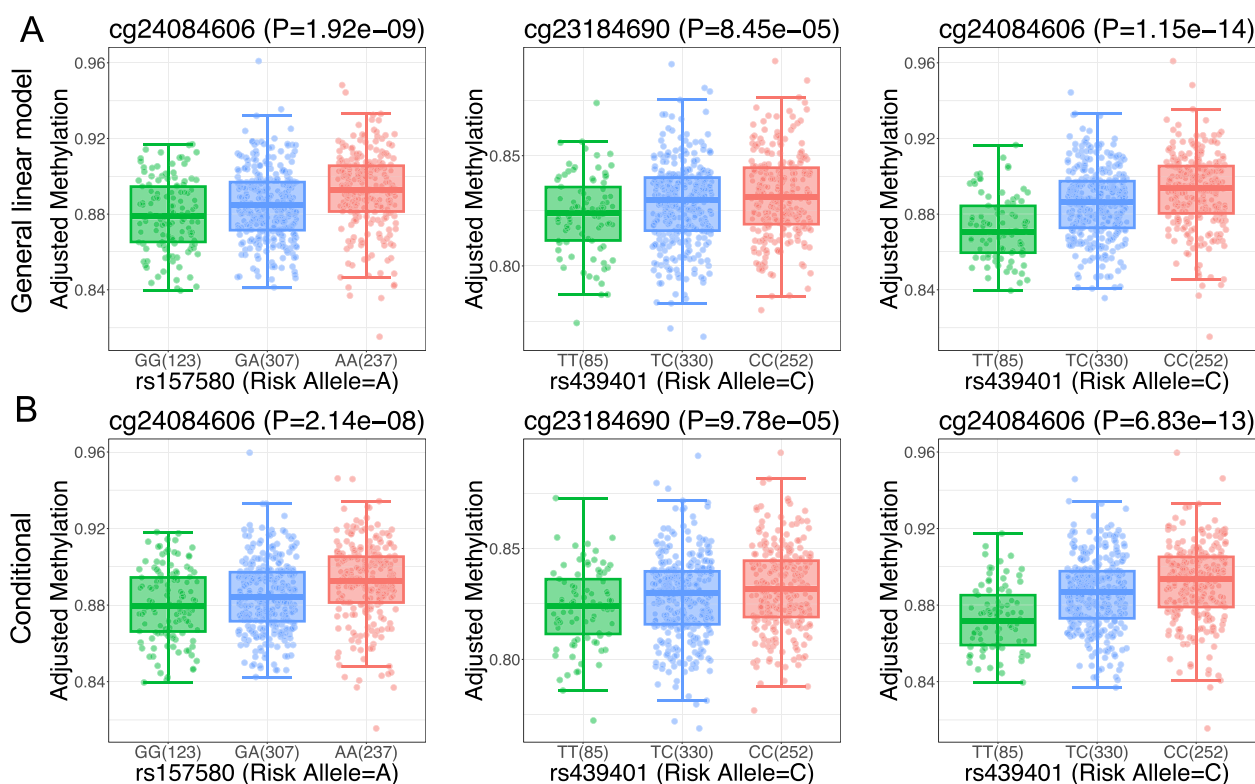 A
General linear model
cg24084606 (P=1.92e−09)
Adjusted Methylation
0.96
0.92
0.88
0.84
GG(123) GA(307) AA(237)
rs157580 (Risk Allele=A)
cg23184690 (P=8.45e−05)
Adjusted Methylation
0.85
0.80
TT(85) TC(330) CC(252)
rs439401 (Risk Allele=C)
cg24084606 (P=1.15e−14)
Adjusted Methylation
0.96
0.92
0.88
0.84
TT(85) TC(330) CC(252)
rs439401 (Risk Allele=C)
B
Conditional
cg24084606 (P=2.14e−08)
Adjusted Methylation
0.96
0.92
0.88
0.84
GG(123) GA(307) AA(237)
rs157580 (Risk Allele=A)
cg23184690 (P=9.78e−05)
Adjusted Methylation
0.85
0.80
TT(85) TC(330) CC(252)
rs439401 (Risk Allele=C)
cg24084606 (P=6.83e−13)
Adjusted Methylation
0.96
0.92
0.88
0.84
TT(85) TC(330) CC(252)
rs439401 (Risk Allele=C)